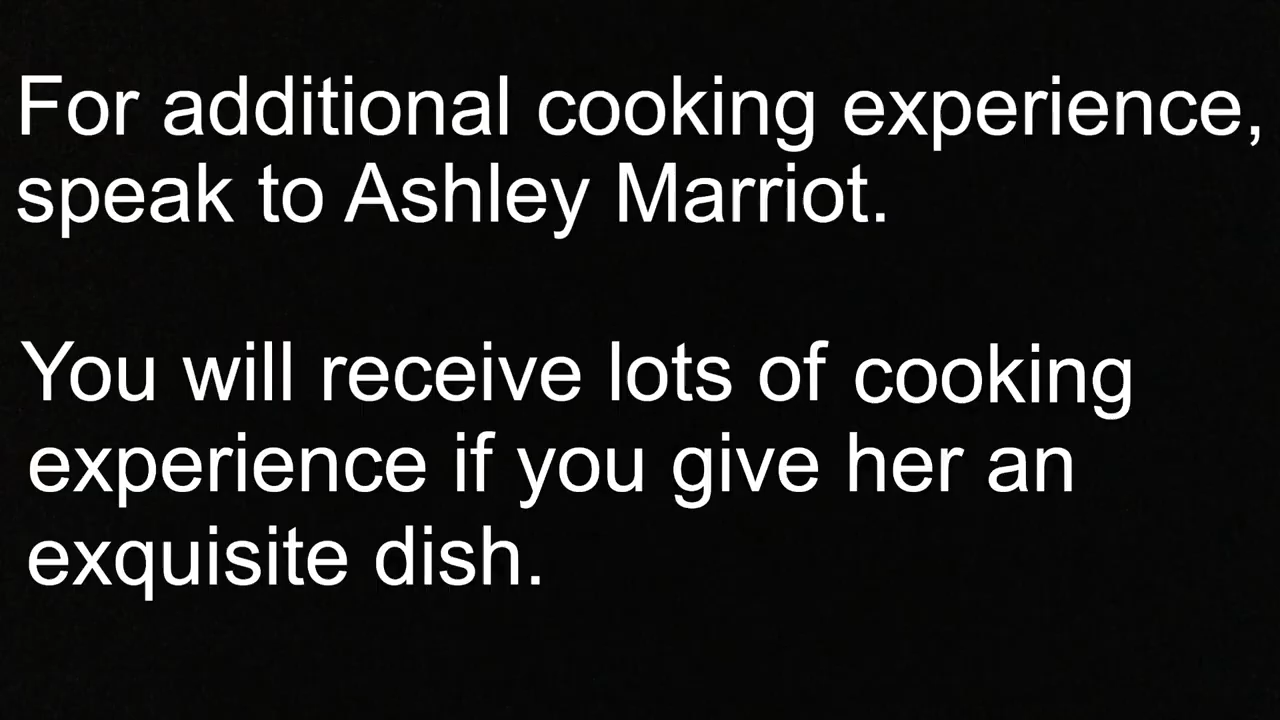 For additional cooking experience,
speak to Ashley Marriot.
You will receive lots of cooking
experience if you give her an
exquisite dish.